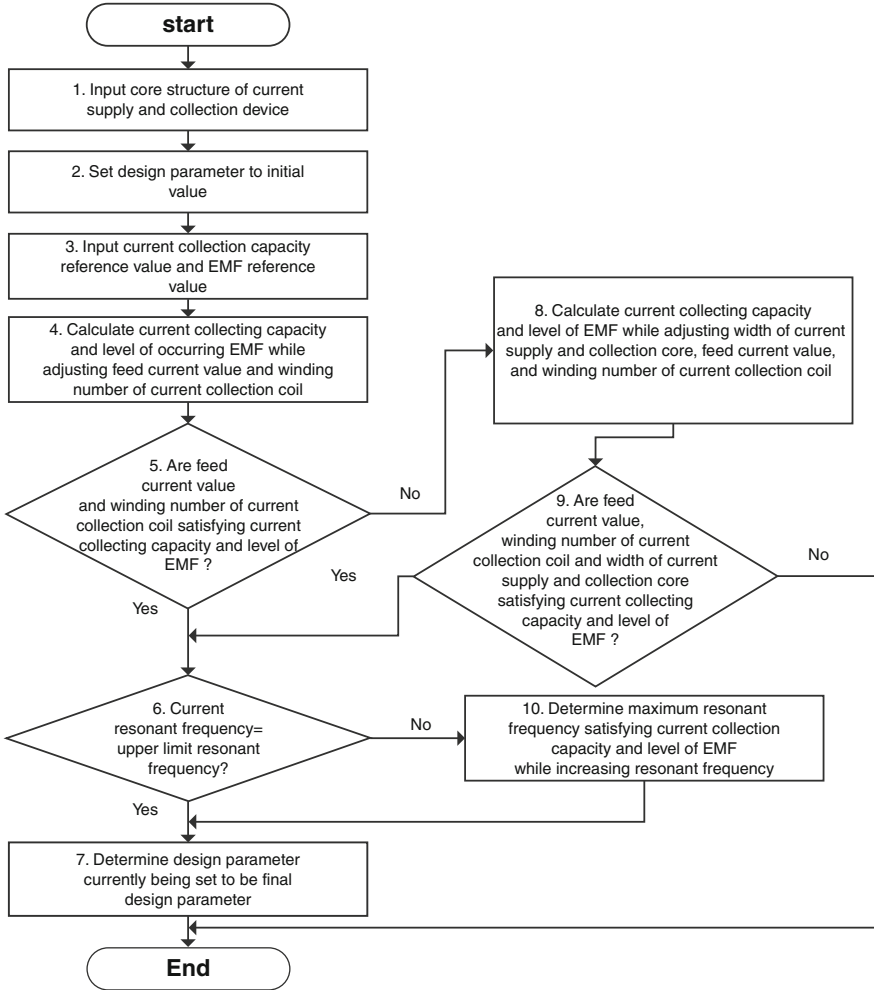 start
1. Input core structure of current
supply and collection device
2. Set design parameter to initial
value
3. Input current collection capacity
reference value and EMF reference
value
4. Calculate current collecting capacity
and level of occurring EMF while
adjusting feed current value and winding
number of current collection coil
5. Are feed
current value
and winding number of current
collection coil satisfying current
collecting capacity and level of
EMF ?
No
Yes
8. Calculate current collecting capacity
and level of EMF while adjusting width of current
supply and collection core, feed current value,
and winding number of current collection coil
9. Are feed
current value,
winding number of current
collection coil and width of current
supply and collection core
satisfying current collecting
capacity and level of
EMF ?
No
Yes
6. Current
resonant frequency=
upper limit resonant
frequency?
No
Yes
10. Determine maximum resonant
frequency satisfying current collection
capacity and level of EMF
while increasing resonant frequency
7. Determine design parameter
currently being set to be final
design parameter
End